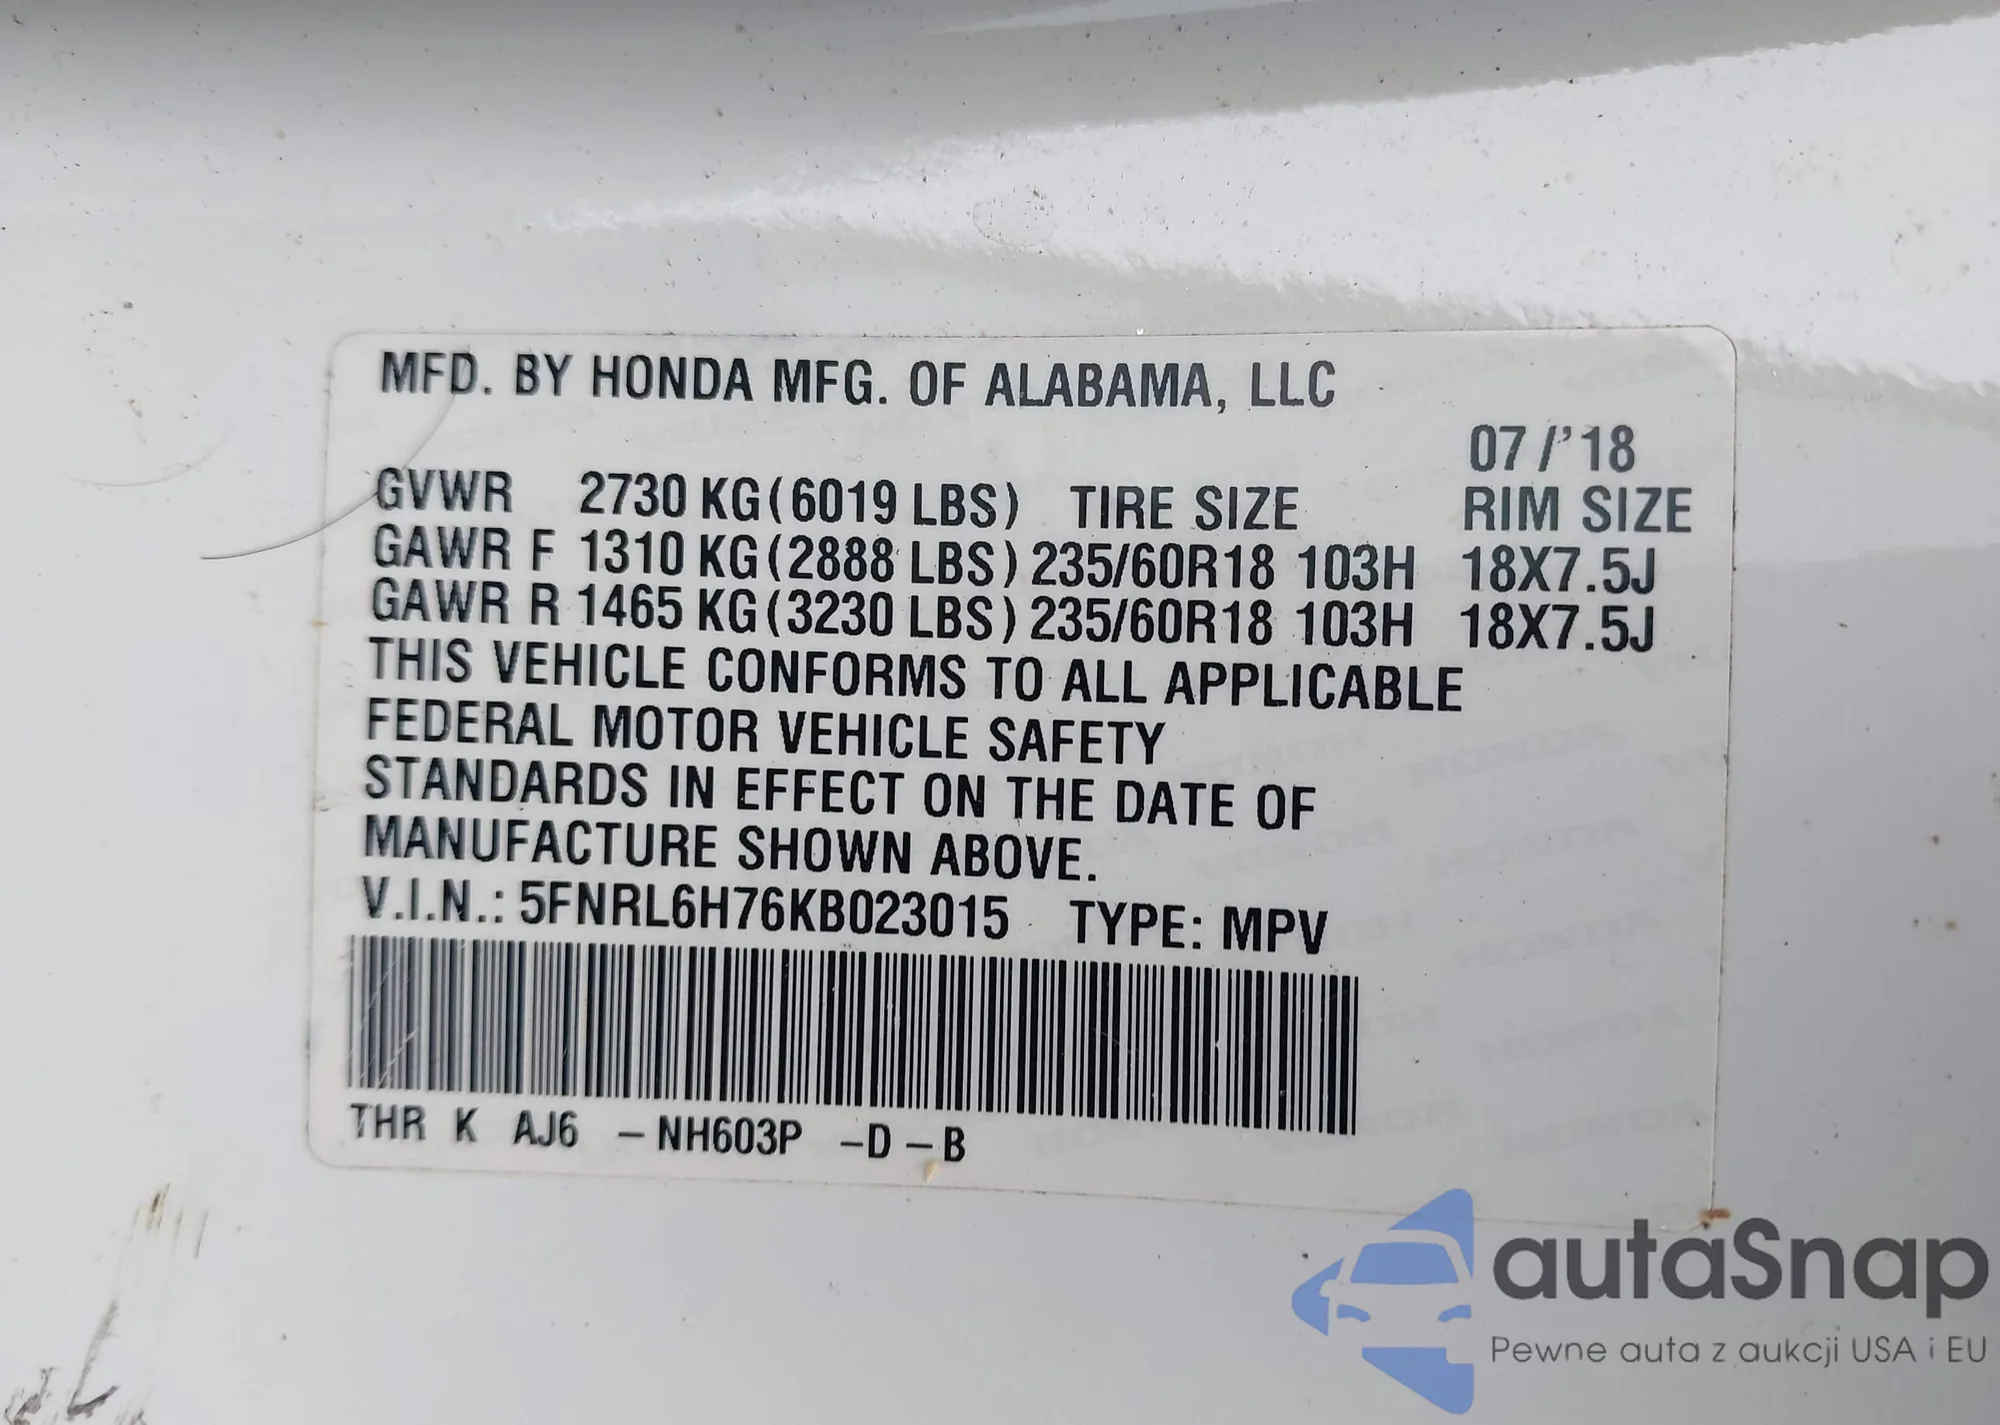 MFD. BY HONDA MFG. OF ALABAMA, LLC
07/'18
GVWR 2730 KG(6019 LBS) TIRE SIZE RIM SIZE
GAWR F 1310 KG(2888 LBS) 235/60R18 103H 18X7.5J
GAWR R 1465 KG(3230 LBS) 235/60R18 103H 18X7.5J
THIS VEHICLE CONFORMS TO ALL APPLICABLE
FEDERAL MOTOR VEHICLE SAFETY
STANDARDS IN EFFECT ON THE DATE OF
MANUFACTURE SHOWN ABOVE.
V.I.N.: 5FNRL6H76KB023015 TYPE: MPV
THR K AJ6 -NH603P -D-B
autaSnap
Pewne auta z aukcji USA i EU